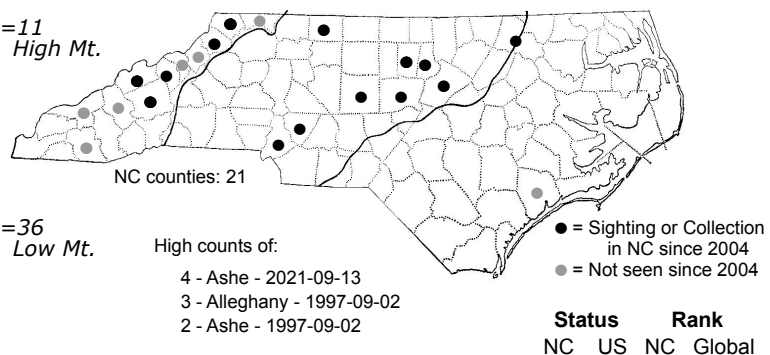 =11
High Mt.
NC counties: 21
=36
Low Mt.
High counts of:
4 - Ashe - 2021-09-13
3 - Alleghany - 1997-09-02
2 - Ashe - 1997-09-02
= Sighting or Collection
in NC since 2004
= Not seen since 2004
Status Rank
NC US NC Global